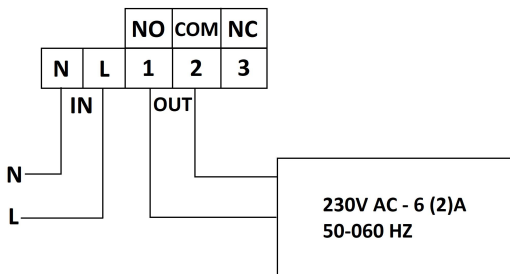 NO COM NC
N L 1 2 3
IN OUT
N
L
230V AC - 6 (2)A
50-060 HZ